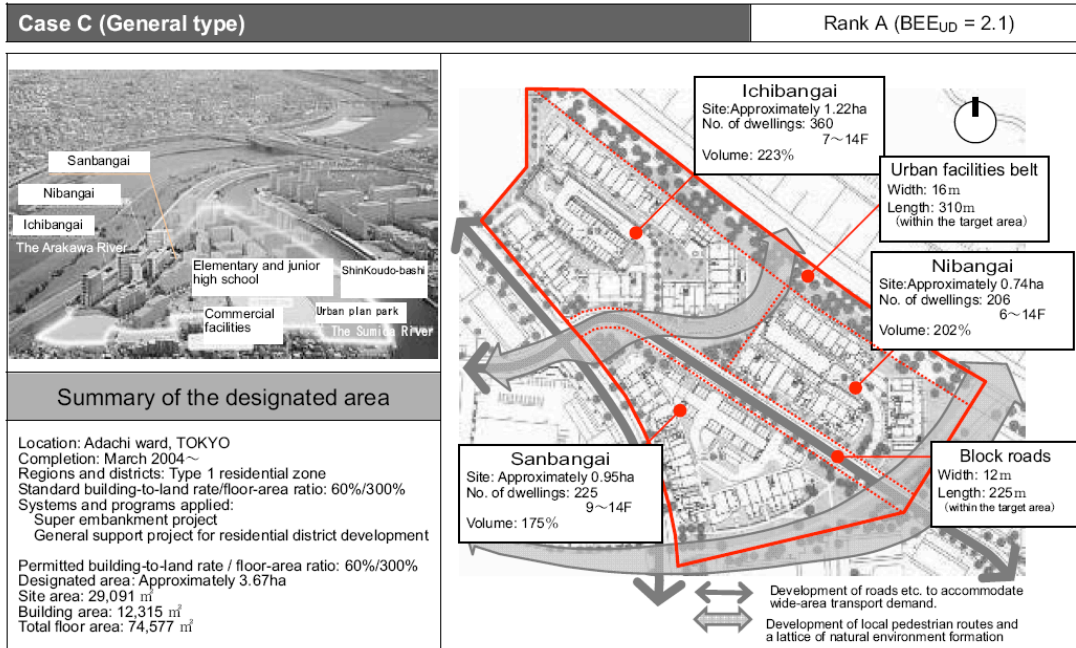 Case C (General type)
Rank A (BEEUD = 2.1)
Sanbangai
Nibangai
Ichibangai
The Arakawa River
Elementary and junior
high school
ShinKoudo-bashi
Commercial
facilities
Urban plan park
The Sumida River
Summary of the designated area
Location: Adachi ward, TOKYO
Completion: March 2004～
Regions and districts: Type 1 residential zone
Standard building-to-land rate/floor-area ratio: 60%/300%
Systems and programs applied:
Super embankment project
General support project for residential district development
Permitted building-to-land rate / floor-area ratio: 60%/300%
Designated area: Approximately 3.67ha
Site area: 29,091 ㎡
Building area: 12,315 ㎡
Total floor area: 74,577 ㎡
Ichibangai
Site:Approximately 1.22ha
No. of dwellings: 360
7～14F
Volume: 223%
Urban facilities belt
Width: 16m
Length: 310m
(within the target area)
Nibangai
Site:Approximately 0.74ha
No. of dwellings: 206
6～14F
Volume: 202%
Sanbangai
Site: Approximately 0.95ha
No. of dwellings: 225
9～14F
Volume: 175%
Block roads
Width: 12m
Length: 225m
(within the target area)
Development of roads etc. to accommodate
wide-area transport demand.
Development of local pedestrian routes and
a lattice of natural environment formation